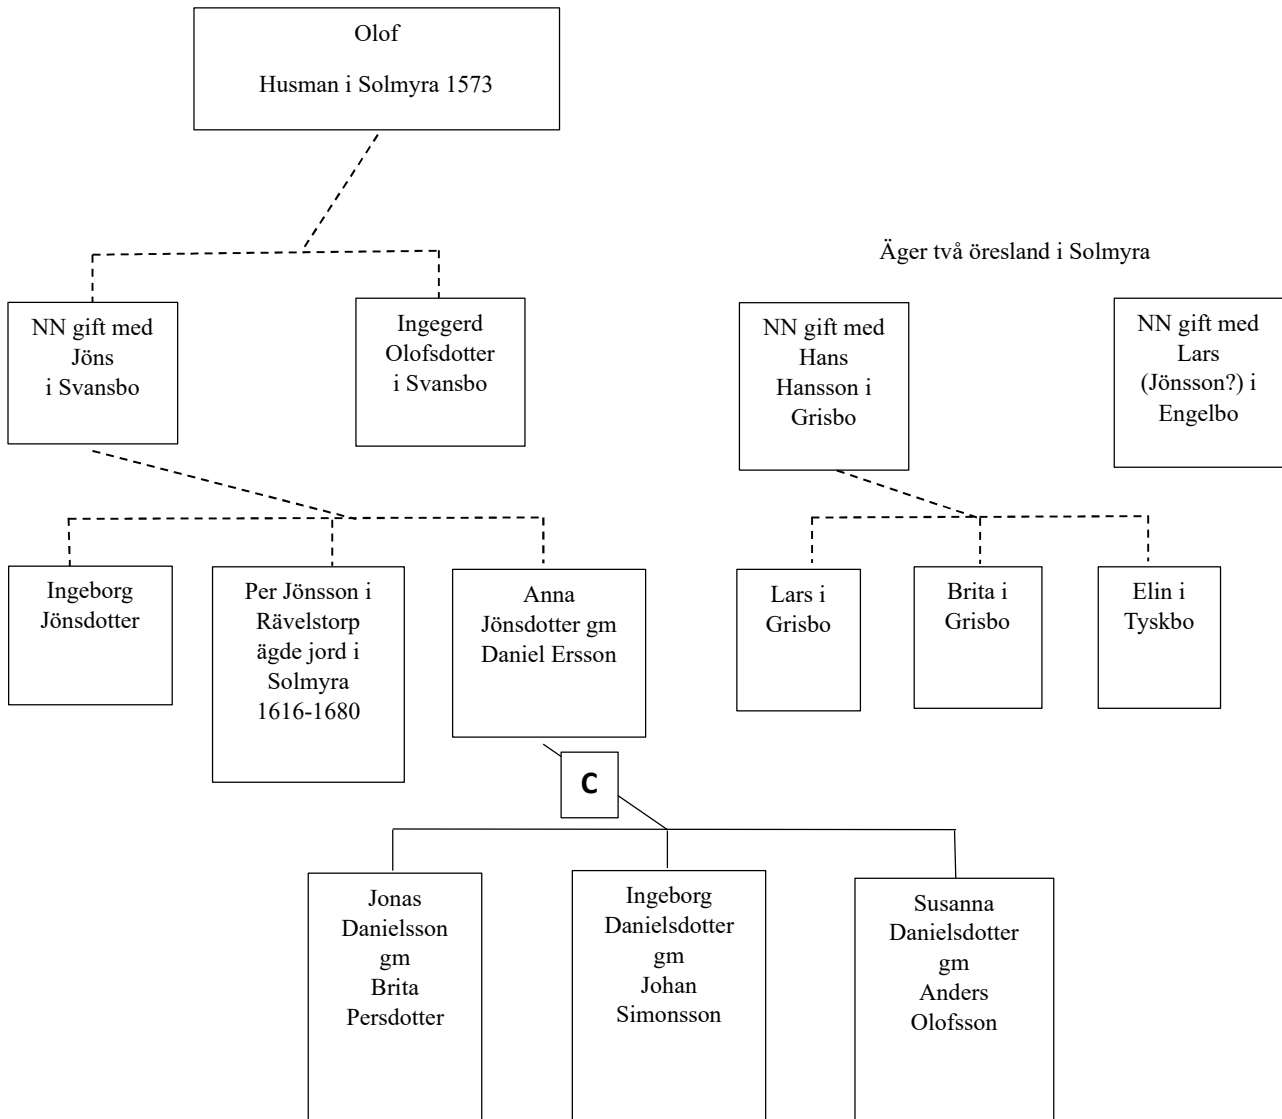 Olof
Husman i Solmyra 1573
Äger två öresland i Solmyra
NN gift med
Jöns
i Svansbo
Ingegerd
Olofsdotter
i Svansbo
NN gift med
Hans
Hansson i
Grisbo
NN gift med
Lars
(Jönsson?) i
Engelbo
Ingeborg
Jönsdotter
Per Jönsson i
Rävelstorp
ägde jord i
Solmyra
1616-1680
Anna
Jönsdotter gm
Daniel Ersson
Lars i
Grisbo
Brita i
Grisbo
Elin i
Tyskbo
C
Jonas
Danielsson
gm
Brita
Persdotter
Ingeborg
Danielsdotter
gm
Johan
Simonsson
Susanna
Danielsdotter
gm
Anders
Olofsson